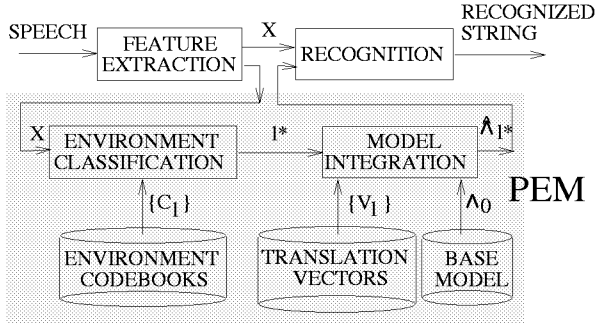 SPEECH
FEATURE
EXTRACTION
X
RECOGNITION
RECOGNIZED
STRING
X
ENVIRONMENT
CLASSIFICATION
l*
MODEL
INTEGRATION
Λ̂l*
PEM
{Cl}
{Vl}
Λ0
ENVIRONMENT
CODEBOOKS
TRANSLATION
VECTORS
BASE
MODEL